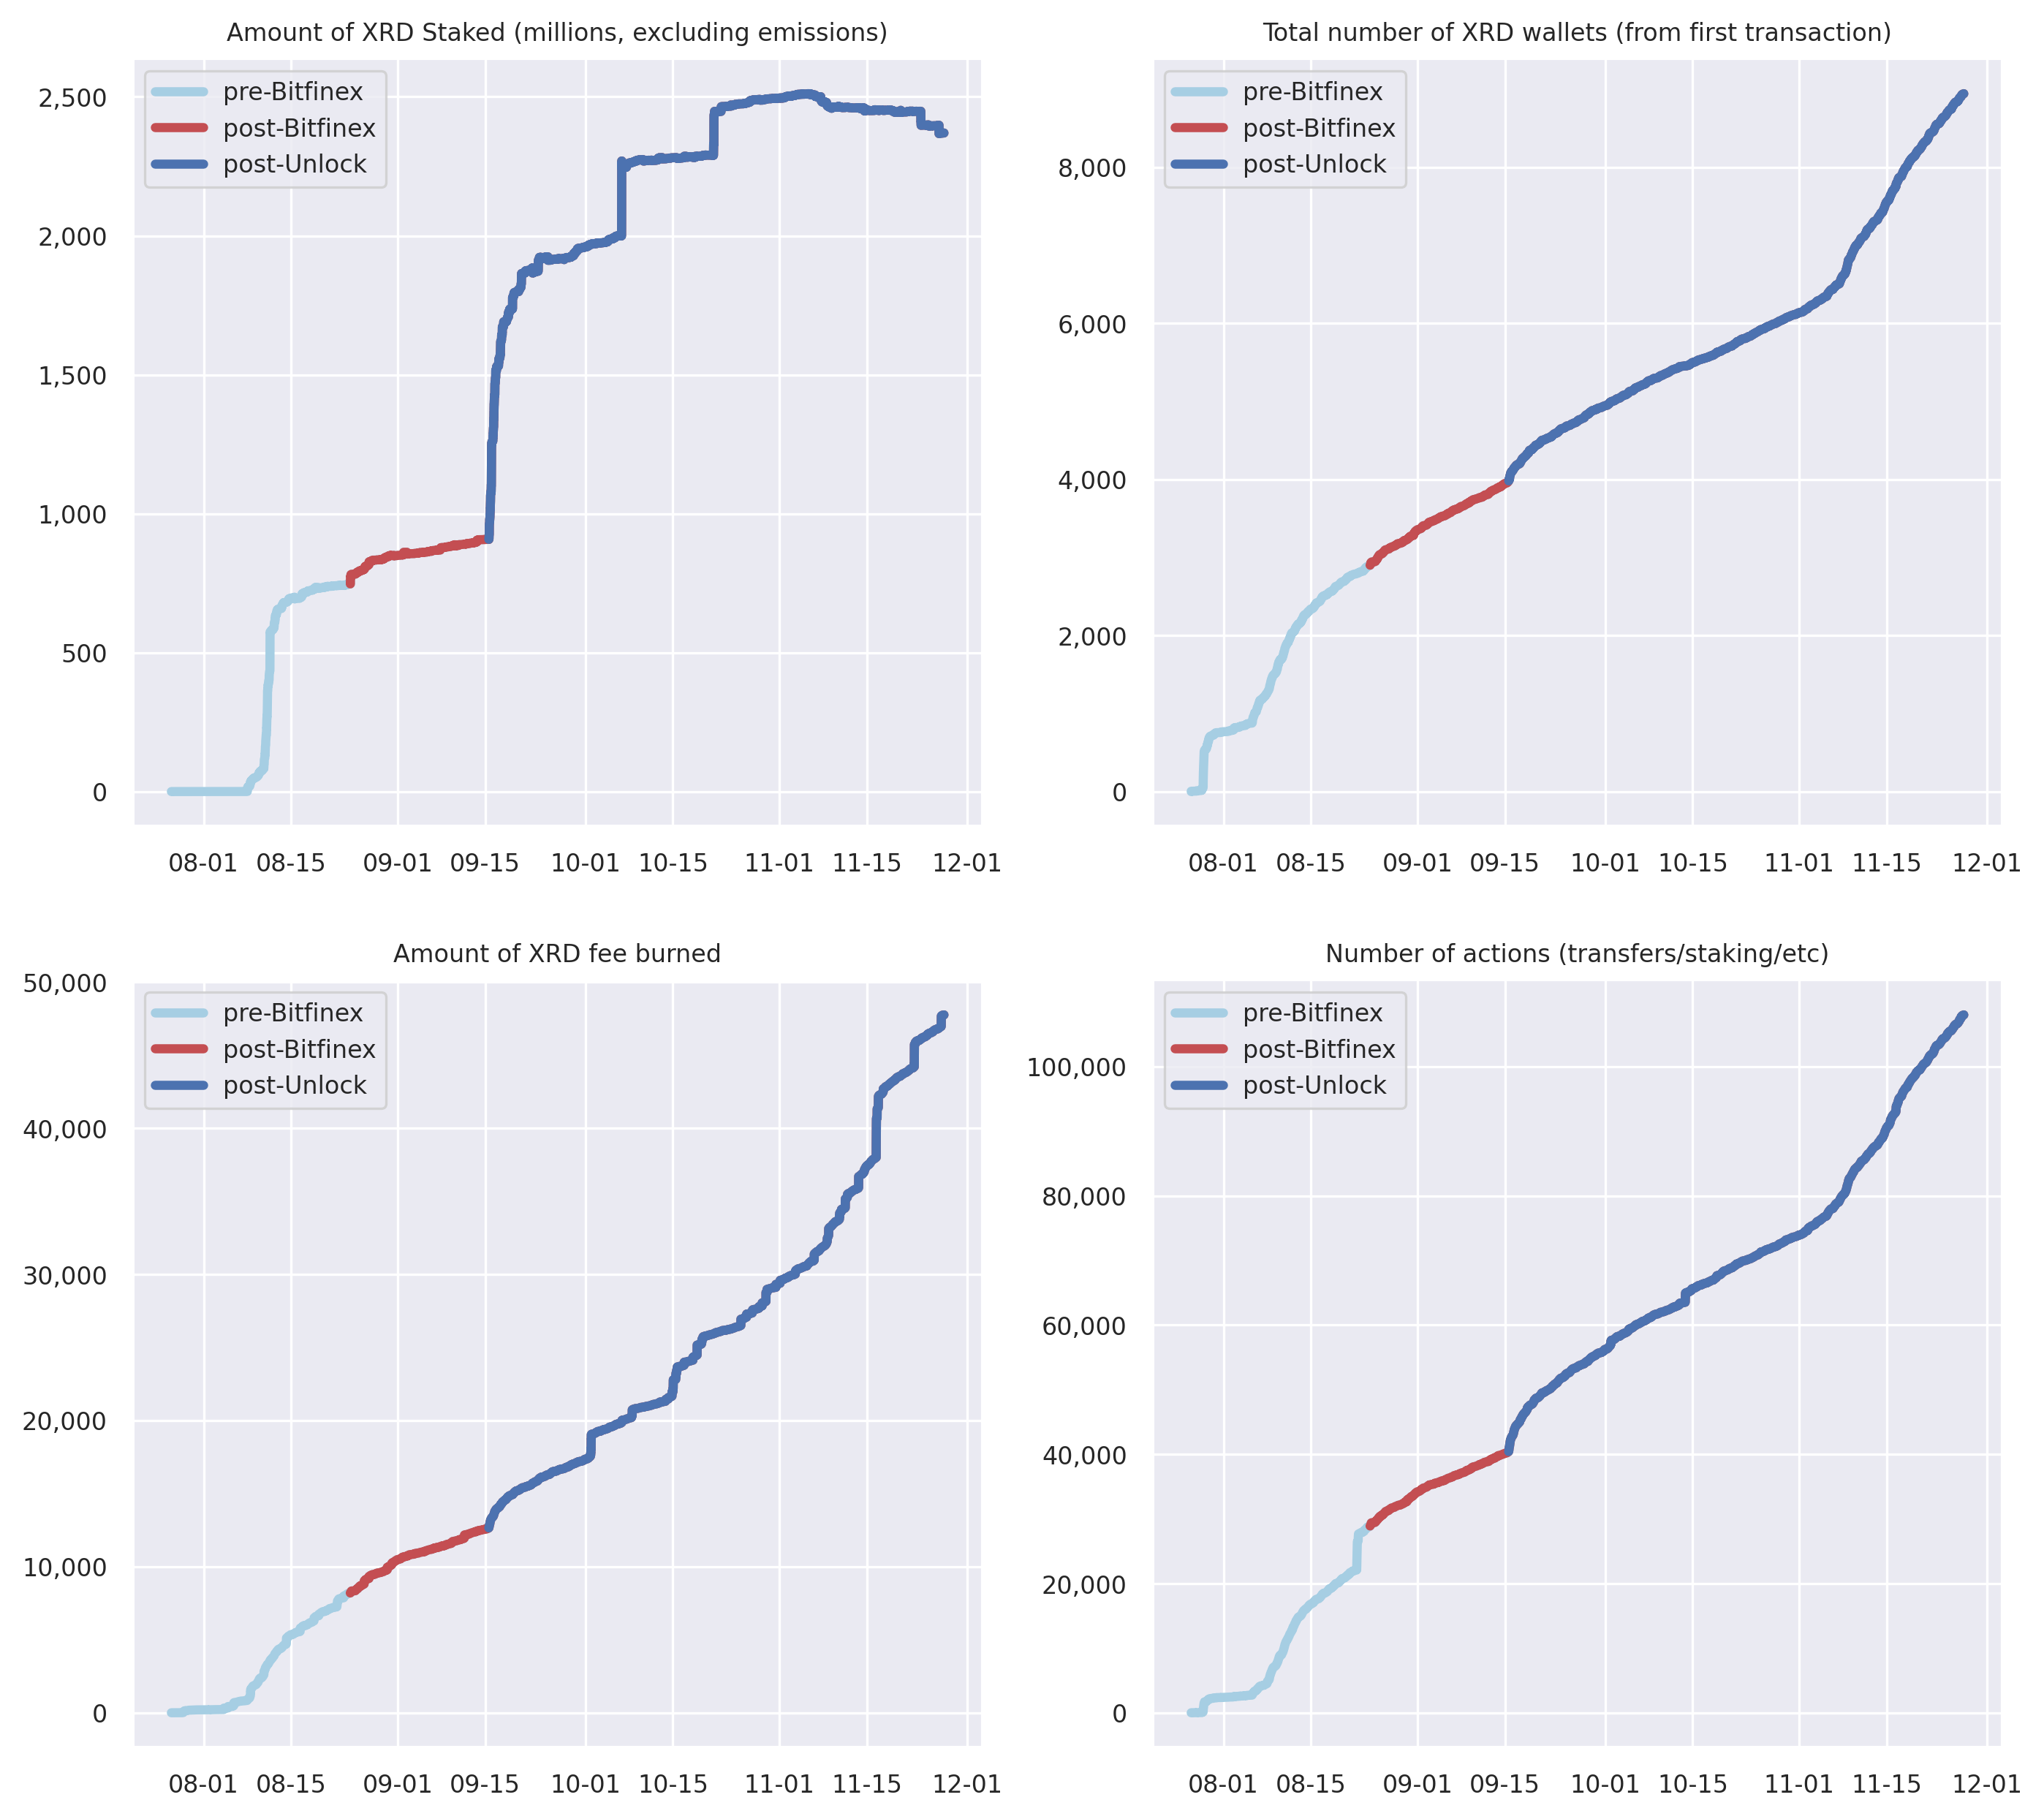 Amount of XRD Staked (millions, excluding emissions)
pre-Bitfinex
post-Bitfinex
post-Unlock
2,500
2,000
1,500
1,000
500
0
08-01 08-15 09-01 09-15 10-01 10-15 11-01 11-15 12-01
Total number of XRD wallets (from first transaction)
pre-Bitfinex
post-Bitfinex
post-Unlock
8,000
6,000
4,000
2,000
0
08-01 08-15 09-01 09-15 10-01 10-15 11-01 11-15 12-01
Amount of XRD fee burned
pre-Bitfinex
post-Bitfinex
post-Unlock
50,000
40,000
30,000
20,000
10,000
0
08-01 08-15 09-01 09-15 10-01 10-15 11-01 11-15 12-01
Number of actions (transfers/staking/etc)
pre-Bitfinex
post-Bitfinex
post-Unlock
100,000
80,000
60,000
40,000
20,000
0
08-01 08-15 09-01 09-15 10-01 10-15 11-01 11-15 12-01